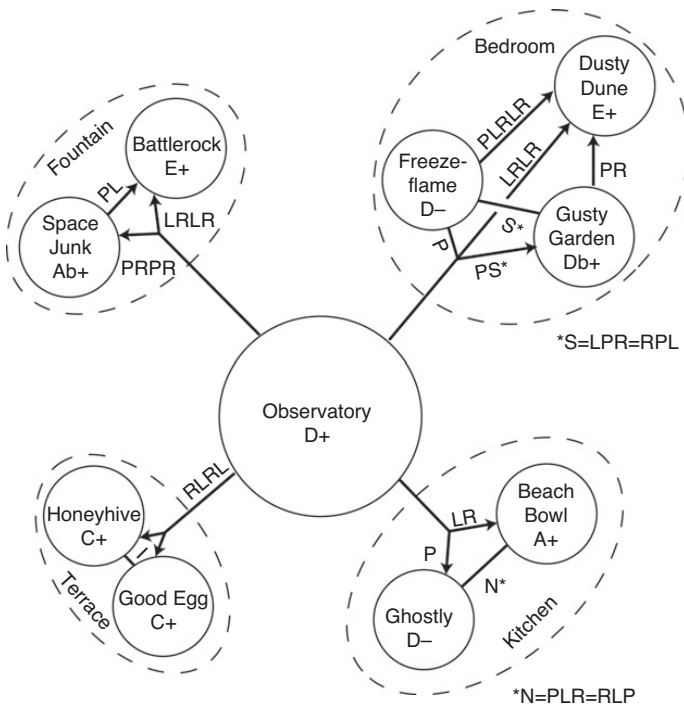 Bedroom
Dusty
Dune
E+
PLRLR
LRLR
PR
Freeze-
flame
D–
Gusty
Garden
Db+
S*
P
PS*
*S=LPR=RPL
Fountain
Battlerock
E+
PL
LRLR
Space
Junk
Ab+
PRPR
Observatory
D+
RLRL
Honeyhive
C+
I
Good Egg
C+
Terrace
LR
Beach
Bowl
A+
P
N*
Ghostly
D–
Kitchen
*N=PLR=RLP